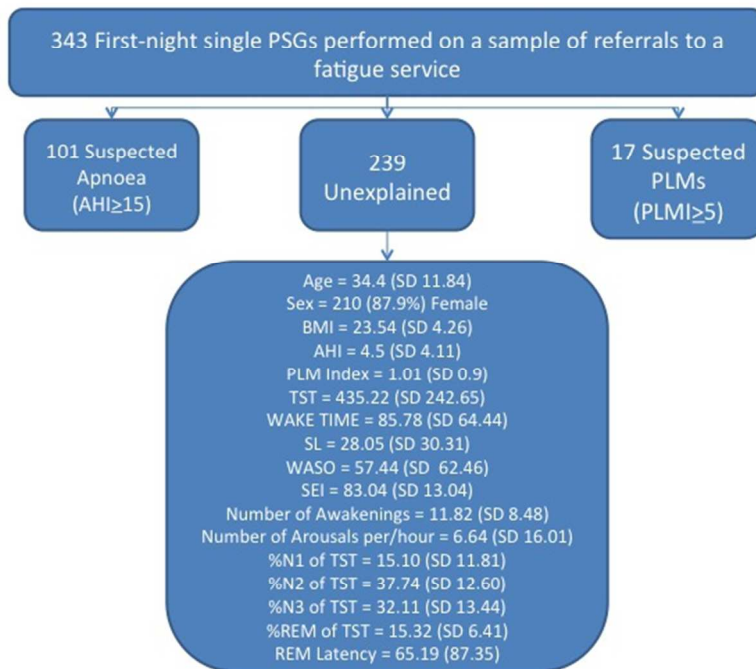 343 First-night single PSGs performed on a sample of referrals to a
fatigue service
101 Suspected
Apnoea
(AHI≥15)
239
Unexplained
17 Suspected
PLMs
(PLMI≥5)
Age = 34.4 (SD 11.84)
Sex = 210 (87.9%) Female
BMI = 23.54 (SD 4.26)
AHI = 4.5 (SD 4.11)
PLM Index = 1.01 (SD 0.9)
TST = 435.22 (SD 242.65)
WAKE TIME = 85.78 (SD 64.44)
SL = 28.05 (SD 30.31)
WASO = 57.44 (SD 62.46)
SEI = 83.04 (SD 13.04)
Number of Awakenings = 11.82 (SD 8.48)
Number of Arousals per/hour = 6.64 (SD 16.01)
%N1 of TST = 15.10 (SD 11.81)
%N2 of TST = 37.74 (SD 12.60)
%N3 of TST = 32.11 (SD 13.44)
%REM of TST = 15.32 (SD 6.41)
REM Latency = 65.19 (87.35)